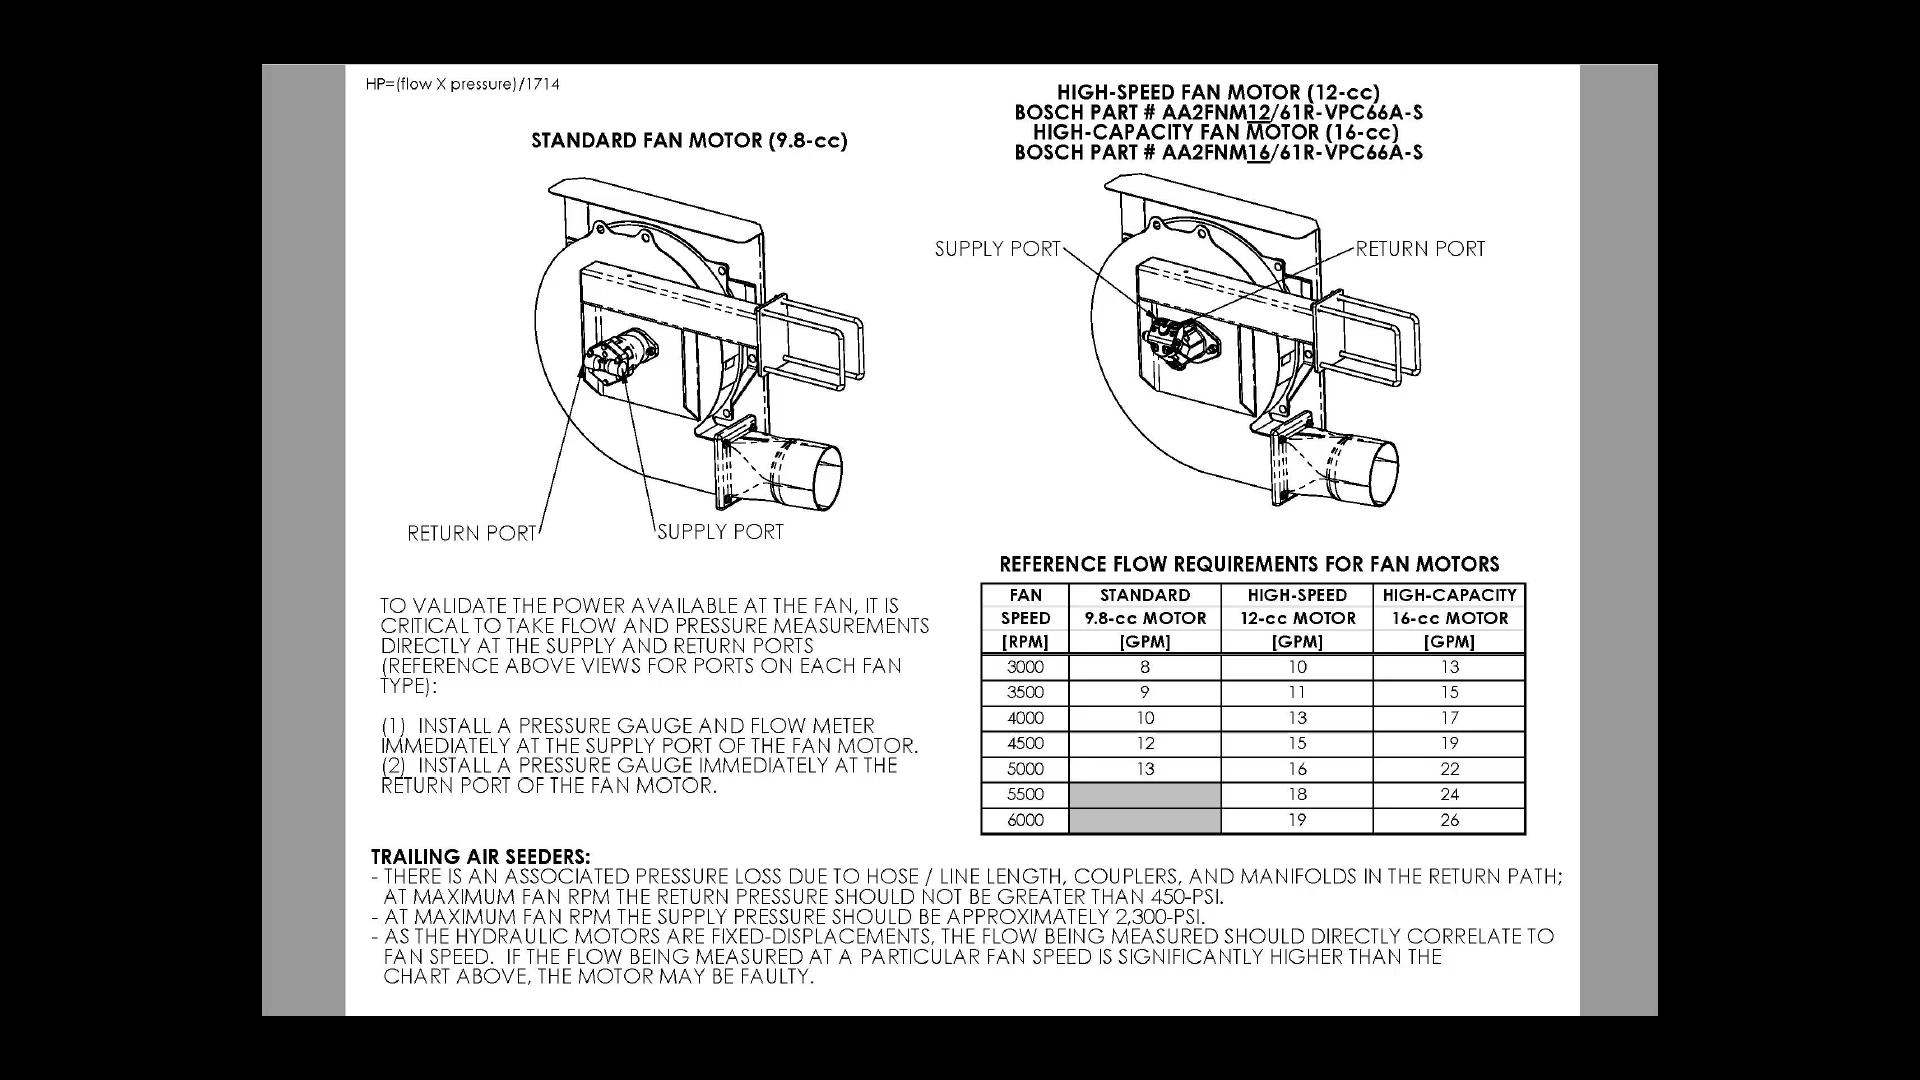 HP=(flow X pressure)/1714
STANDARD FAN MOTOR (9.8-cc)
HIGH-SPEED FAN MOTOR (12-cc)
BOSCH PART # AA2FNM12/61R-VPC66A-S
HIGH-CAPACITY FAN MOTOR (16-cc)
BOSCH PART # AA2FNM16/61R-VPC66A-S
SUPPLY PORT
RETURN PORT
RETURN PORT
SUPPLY PORT
TO VALIDATE THE POWER AVAILABLE AT THE FAN, IT IS
CRITICAL TO TAKE FLOW AND PRESSURE MEASUREMENTS
DIRECTLY AT THE SUPPLY AND RETURN PORTS
(REFERENCE ABOVE VIEWS FOR PORTS ON EACH FAN
TYPE):
(1) INSTALL A PRESSURE GAUGE AND FLOW METER
IMMEDIATELY AT THE SUPPLY PORT OF THE FAN MOTOR.
(2) INSTALL A PRESSURE GAUGE IMMEDIATELY AT THE
RETURN PORT OF THE FAN MOTOR.
REFERENCE FLOW REQUIREMENTS FOR FAN MOTORS
FAN STANDARD HIGH-SPEED HIGH-CAPACITY
SPEED 9.8-cc MOTOR 12-cc MOTOR 16-cc MOTOR
[RPM] [GPM] [GPM] [GPM]
3000 8 10 13
3500 9 11 15
4000 10 13 17
4500 12 15 19
5000 13 16 22
5500 18 24
6000 19 26
TRAILING AIR SEEDERS:
- THERE IS AN ASSOCIATED PRESSURE LOSS DUE TO HOSE / LINE LENGTH, COUPLERS, AND MANIFOLDS IN THE RETURN PATH;
AT MAXIMUM FAN RPM THE RETURN PRESSURE SHOULD NOT BE GREATER THAN 450-PSI.
- AT MAXIMUM FAN RPM THE SUPPLY PRESSURE SHOULD BE APPROXIMATELY 2,300-PSI.
- AS THE HYDRAULIC MOTORS ARE FIXED-DISPLACEMENTS, THE FLOW BEING MEASURED SHOULD DIRECTLY CORRELATE TO
FAN SPEED. IF THE FLOW BEING MEASURED AT A PARTICULAR FAN SPEED IS SIGNIFICANTLY HIGHER THAN THE
CHART ABOVE, THE MOTOR MAY BE FAULTY.